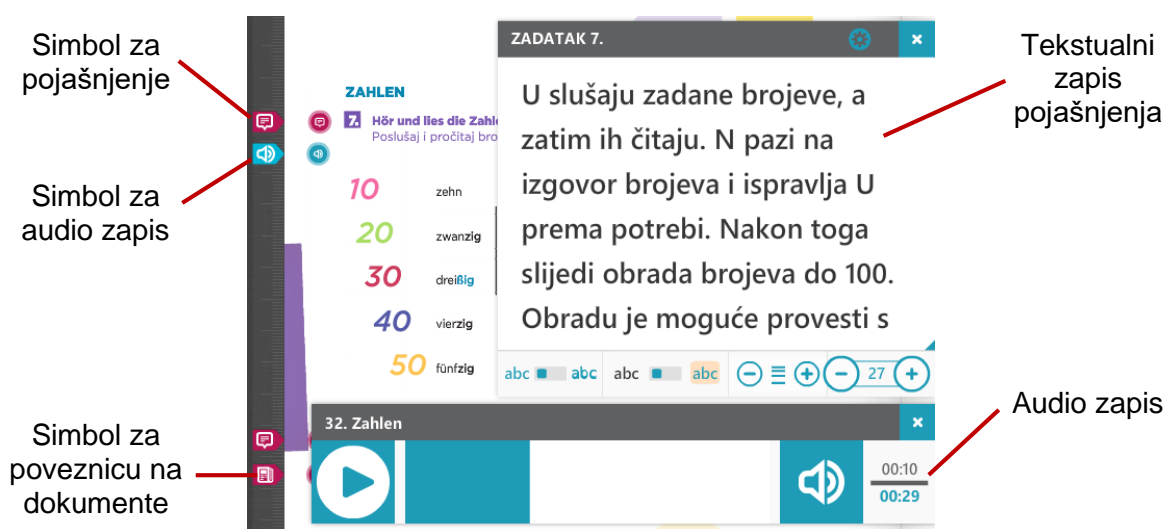 Simbol za
pojašnjenje
Simbol za
audio zapis
Simbol za
poveznicu na
dokumente
ZAHLEN
7. Hör und lies die Zahle
Poslušaj i pročitaj bro
10 zehn
20 zwanzig
30 dreißig
40 vierzig
50 fünfzig
ZADATAK 7.
U slušaju zadane brojeve, a
zatim ih čitaju. N pazi na
izgovor brojeva i ispravlja U
prema potrebi. Nakon toga
slijedi obrada brojeva do 100.
Obradu je moguće provesti s
abc abc abc abc 27
32. Zahlen
00:10
00:29
Tekstualni
zapis
pojašnjenja
Audio zapis